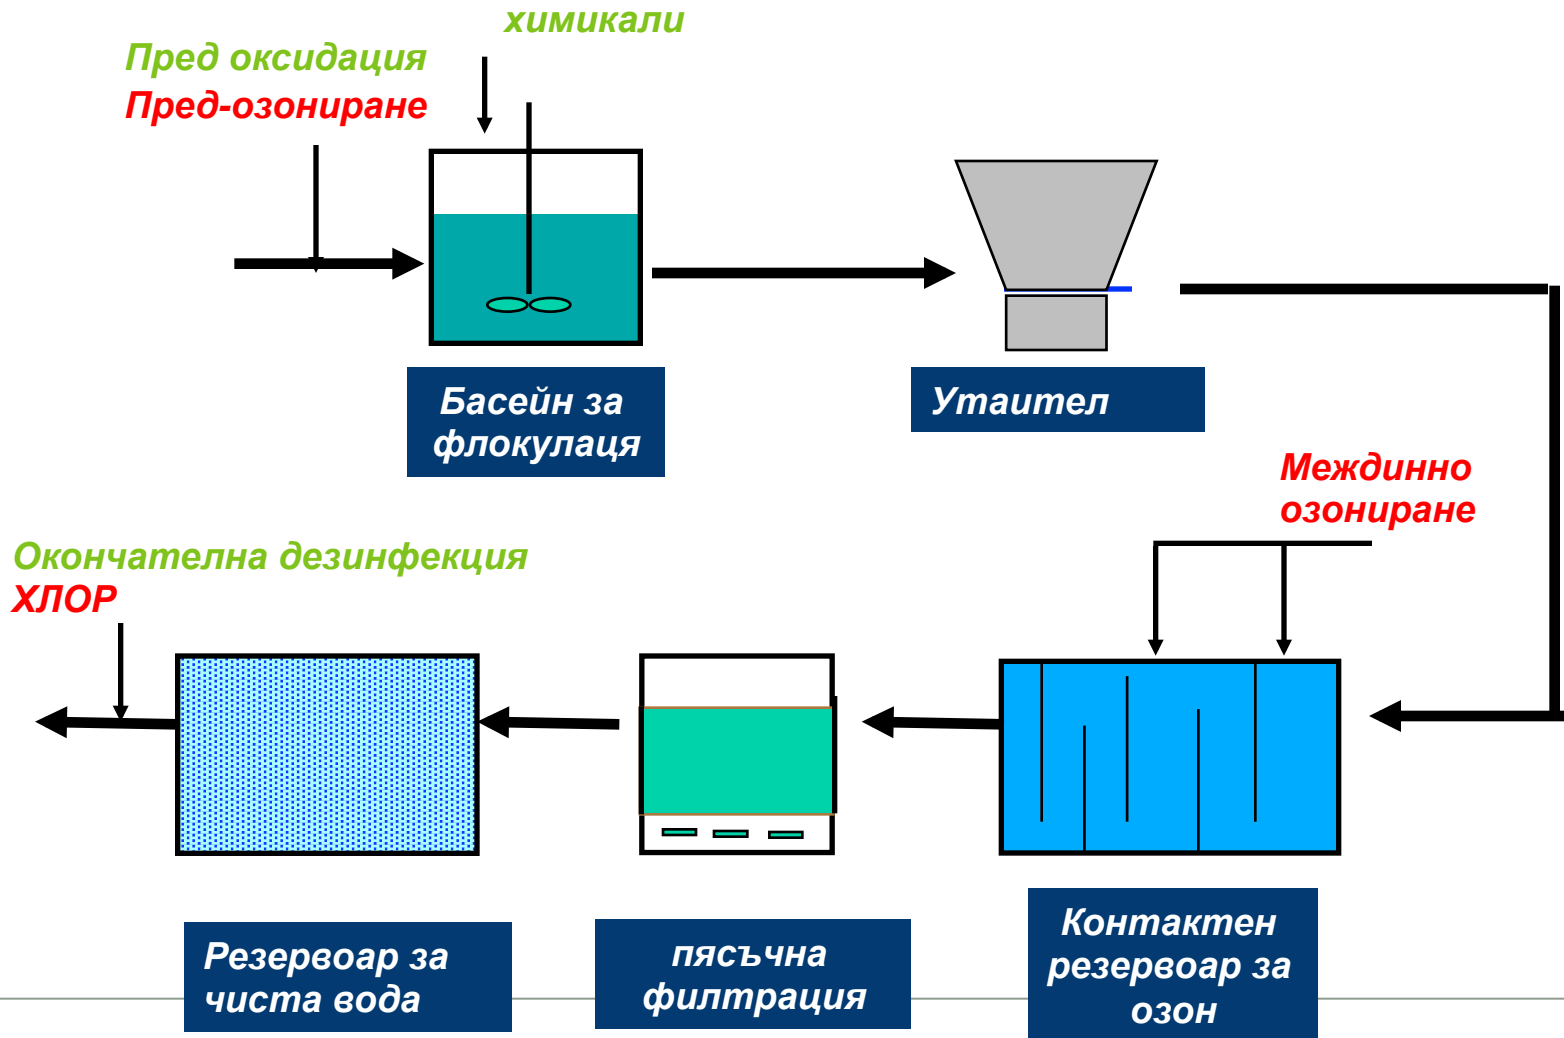 химикали
Пред оксидация
Пред-озониране
Басейн за
флокулаця
Утаител
Междинно
озониране
Окончателна дезинфекция
ХЛОР
Резервоар за
чиста вода
пясъчна
филтрация
Контактен
резервоар за
озон